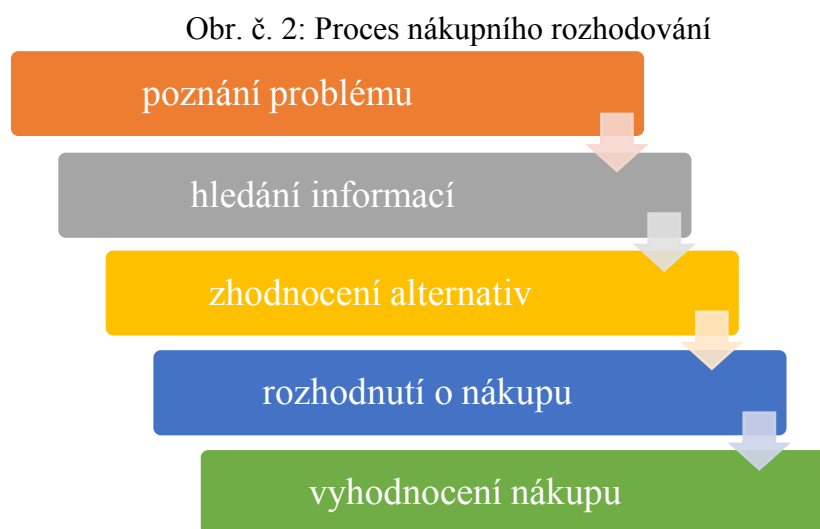 Obr. č. 2: Proces nákupního rozhodování
poznání problému
hledání informací
zhodnocení alternativ
rozhodnutí o nákupu
vyhodnocení nákupu